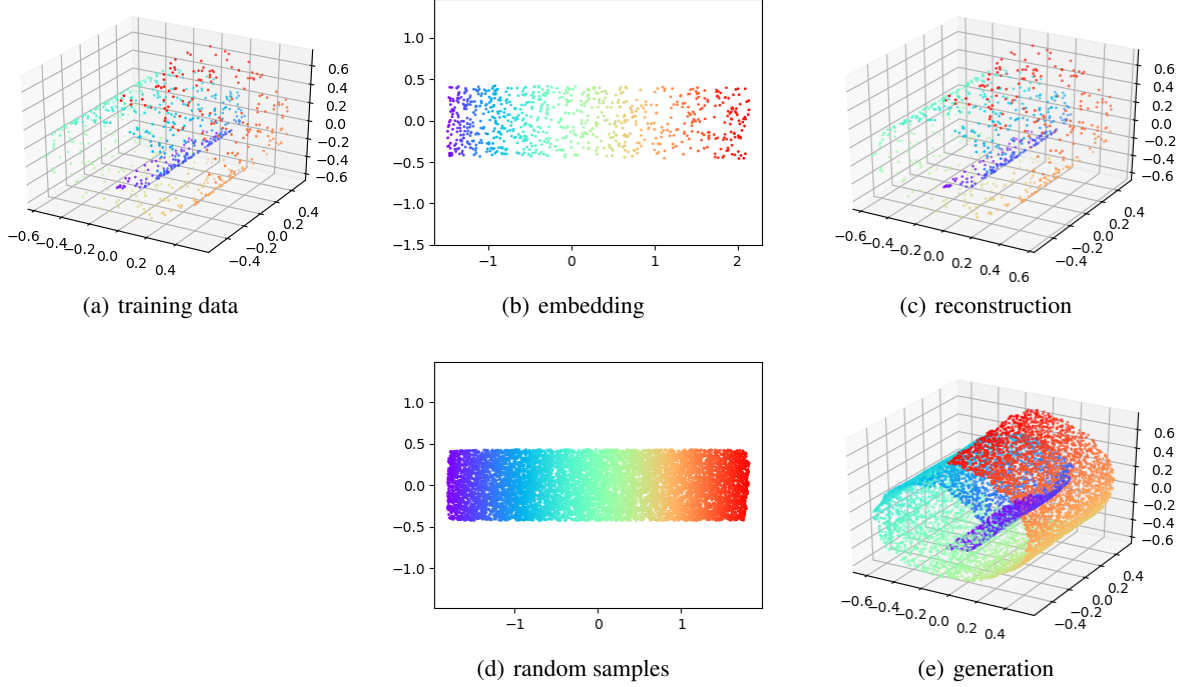 0.6
0.4
0.2
0.0
−0.2
−0.4
−0.6
−0.6 −0.4 −0.2 0.0 0.2 0.4
−0.4 −0.2 0.0 0.2 0.4
(a) training data
1.0
0.5
0.0
−0.5
−1.0
−1.5
−1 0 1 2
(b) embedding
0.6
0.4
0.2
0.0
−0.2
−0.4
−0.6
−0.6 −0.4 −0.2 0.0 0.2 0.4 0.6
−0.4 −0.2 0.0 0.2 0.4
(c) reconstruction
1.0
0.5
0.0
−0.5
−1.0
−1 0 1
(d) random samples
0.6
0.4
0.2
0.0
−0.2
−0.4
−0.6
−0.6 −0.4 −0.2 0.0 0.2 0.4
−0.4 −0.2 0.0 0.2 0.4
(e) generation